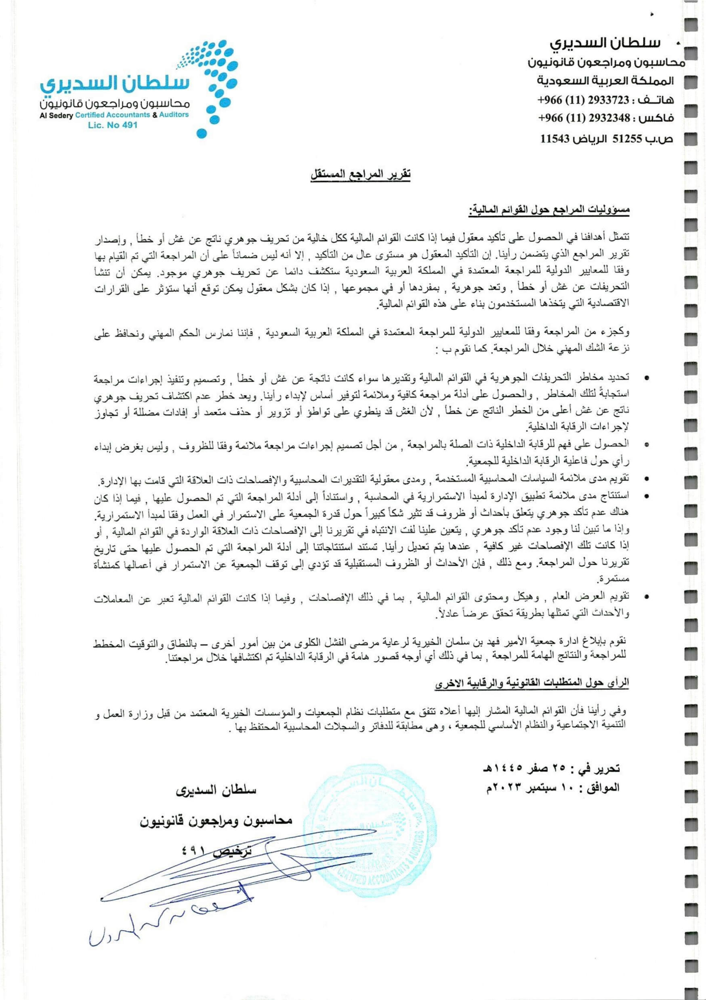 سلطان السديري
محاسبون ومراجعون قانونيون
المملكة العربية السعودية
هاتف : 2933723 (11) 966+
فاكس : 2932348 (11) 966+
ص.ب 51255 الرياض 11543
سلطان السديري
محاسبون ومراجعون قانونيون
Al Sedery Certified Accountants & Auditors
Lic. No 491
تقرير المراجع المستقل
مسؤوليات المراجع حول القوائم المالية:
تتمثل أهدافنا في الحصول على تأكيد معقول فيما إذا كانت القوائم المالية ككل خالية من تحريف جوهري ناتج عن غش أو خطأ , وإصدار
تقرير المراجع الذي يتضمن رأينا. إن التأكيد المعقول هو مستوى عال من التأكيد , إلا أنه ليس ضماناً على أن المراجعة التي تم القيام بها
وفقا للمعايير الدولية للمراجعة المعتمدة في المملكة العربية السعودية ستكشف دائما عن تحريف جوهري موجود. يمكن أن تنشأ
التحريفات عن غش أو خطأ , وتعد جوهرية , بمفردها أو في مجموعها , إذا كان بشكل معقول يمكن توقع أنها ستؤثر على القرارات
الاقتصادية التي يتخذها المستخدمون بناء على هذه القوائم المالية.
وكجزء من المراجعة وفقا للمعايير الدولية للمراجعة المعتمدة في المملكة العربية السعودية , فإننا نمارس الحكم المهني ونحافظ على
نزعة الشك المهني خلال المراجعة. كما نقوم ب :
• تحديد مخاطر التحريفات الجوهرية في القوائم المالية وتقديرها سواء كانت ناتجة عن غش أو خطأ , وتصميم وتنفيذ إجراءات مراجعة
استجابةً لتلك المخاطر , والحصول على أدلة مراجعة كافية وملائمة لتوفير أساس لإبداء رأينا. ويعد خطر عدم اكتشاف تحريف جوهري
ناتج عن غش أعلى من الخطر الناتج عن خطأ , لأن الغش قد ينطوي على تواطؤ أو تزوير أو حذف متعمد أو إفادات مضللة أو تجاوز
لإجراءات الرقابة الداخلية.
• الحصول على فهم للرقابة الداخلية ذات الصلة بالمراجعة , من أجل تصميم إجراءات مراجعة ملائمة وفقا للظروف , وليس بغرض إبداء
رأي حول فاعلية الرقابة الداخلية للجمعية.
• تقويم مدى ملائمة السياسات المحاسبية المستخدمة , ومدى معقولية التقديرات المحاسبية والإفصاحات ذات العلاقة التي قامت بها الإدارة.
• استنتاج مدى ملائمة تطبيق الإدارة لمبدأ الاستمرارية في المحاسبة , واستناداً إلى أدلة المراجعة التي تم الحصول عليها , فيما إذا كان
هناك عدم تأكد جوهري يتعلق بأحداث أو ظروف قد تثير شكاً كبيراً حول قدرة الجمعية على الاستمرار في العمل وفقا لمبدأ الاستمرارية.
وإذا ما تبين لنا وجود عدم تأكد جوهري , يتعين علينا لفت الانتباه في تقريرنا إلى الإفصاحات ذات العلاقة الواردة في القوائم المالية , أو
إذا كانت تلك الإفصاحات غير كافية , عندها يتم تعديل رأينا. تستند استنتاجاتنا إلى أدلة المراجعة التي تم الحصول عليها حتى تاريخ
تقريرنا حول المراجعة. ومع ذلك , فإن الأحداث أو الظروف المستقبلية قد تؤدي إلى توقف الجمعية عن الاستمرار في أعمالها كمنشأة
مستمرة.
• تقويم العرض العام , وهيكل ومحتوى القوائم المالية , بما في ذلك الإفصاحات , وفيما إذا كانت القوائم المالية تعبر عن المعاملات
والأحداث التي تمثلها بطريقة تحقق عرضاً عادلاً.
نقوم بإبلاغ ادارة جمعية الأمير فهد بن سلمان الخيرية لرعاية مرضى الفشل الكلوى من بين أمور أخرى – بالنطاق والتوقيت المخطط
للمراجعة والنتائج الهامة للمراجعة , بما في ذلك أي أوجه قصور هامة في الرقابة الداخلية تم اكتشافها خلال مراجعتنا.
الرأي حول المتطلبات القانونية والرقابية الاخرى
وفي رأينا فأن القوائم المالية المشار إليها أعلاه تتفق مع متطلبات نظام الجمعيات والمؤسسات الخيرية المعتمد من قبل وزارة العمل و
التنمية الاجتماعية والنظام الأساسي للجمعية ، وهى مطابقة للدفاتر والسجلات المحاسبية المحتفظ بها .
تحرير في : ٢٥ صفر ١٤٤٥هـ
الموافق : ١٠ سبتمبر ٢٠٢٣م
سلطان السديرى
محاسبون ومراجعون قانونيون
ترخيص ٤٩١
CERTIFIED ACCOUNTANTS & AUDITORS